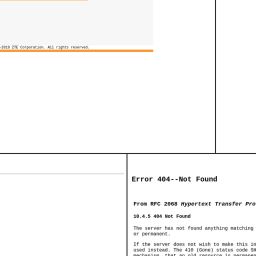 -2018 ZTE Corporation. All rights reserved.
Error 404--Not Found
From RFC 2068 Hypertext Transfer Pro
10.4.5 404 Not Found
The server has not found anything matching
or permanent.
If the server does not wish to make this in
used instead. The 410 (Gone) status code SH
mechanism, that an old resource is permanen